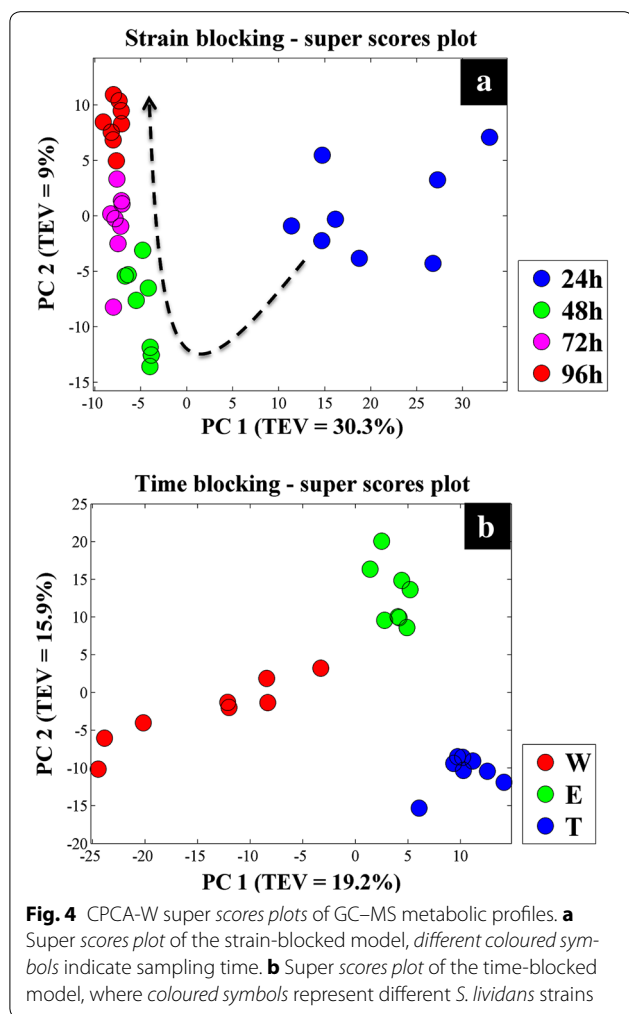 Strain blocking - super scores plot
a
PC 2 (TEV = 9%)
10
5
0
-5
-10
-15
-10 -5 0 5 10 15 20 25 30
PC 1 (TEV = 30.3%)
24h
48h
72h
96h
Time blocking - super scores plot
b
PC 2 (TEV = 15.9%)
25
20
15
10
5
0
-5
-10
-15
-20
-25 -20 -15 -10 -5 0 5 10
PC 1 (TEV = 19.2%)
W
E
T
Fig. 4 CPCA-W super scores plots of GC–MS metabolic profiles. a
Super scores plot of the strain-blocked model, different coloured sym-
bols indicate sampling time. b Super scores plot of the time-blocked
model, where coloured symbols represent different S. lividans strains